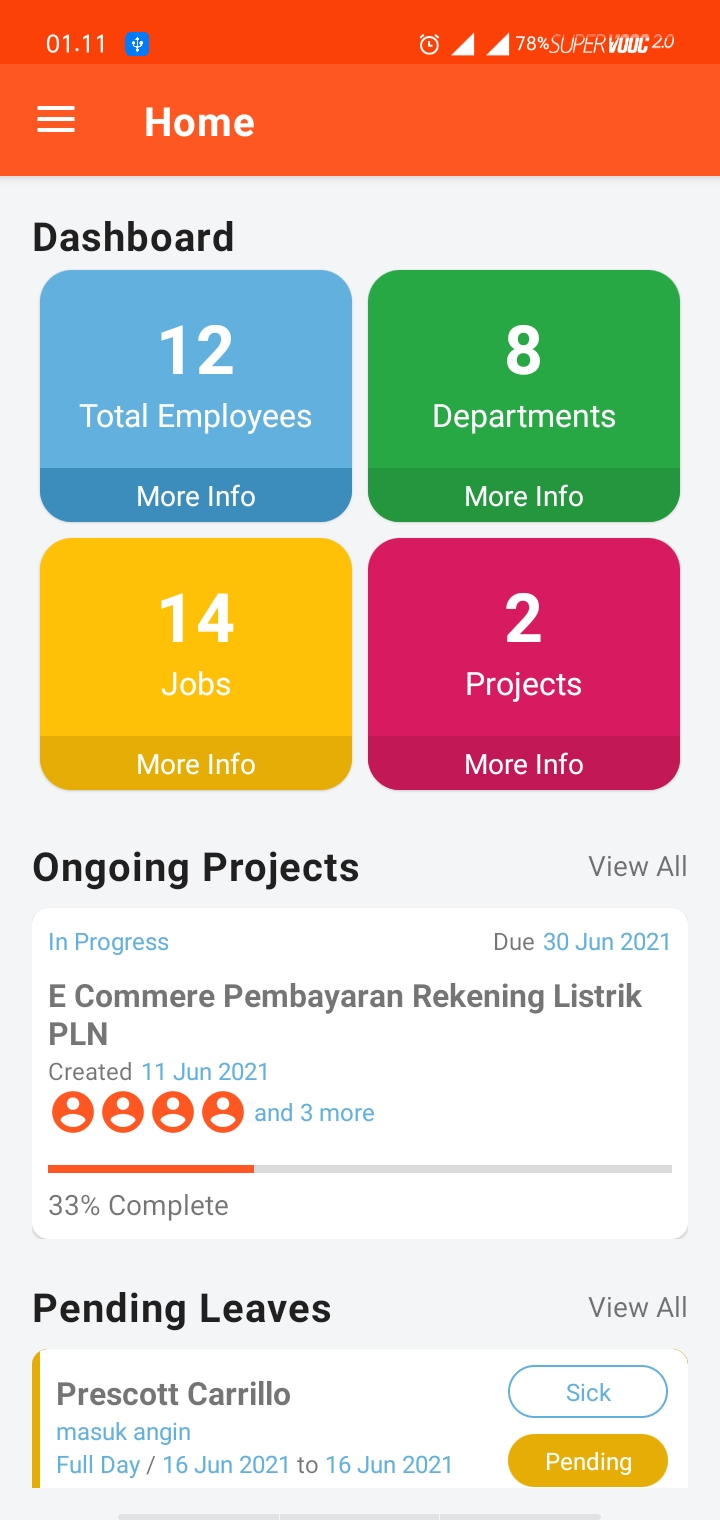 01.11 78% SUPERVOOC 2.0
Home
Dashboard
12 8
Total Employees Departments
More Info More Info
14 2
Jobs Projects
More Info More Info
Ongoing Projects View All
In Progress Due 30 Jun 2021
E Commere Pembayaran Rekening Listrik
PLN
Created 11 Jun 2021
and 3 more
33% Complete
Pending Leaves View All
Prescott Carrillo Sick
masuk angin
Full Day / 16 Jun 2021 to 16 Jun 2021 Pending